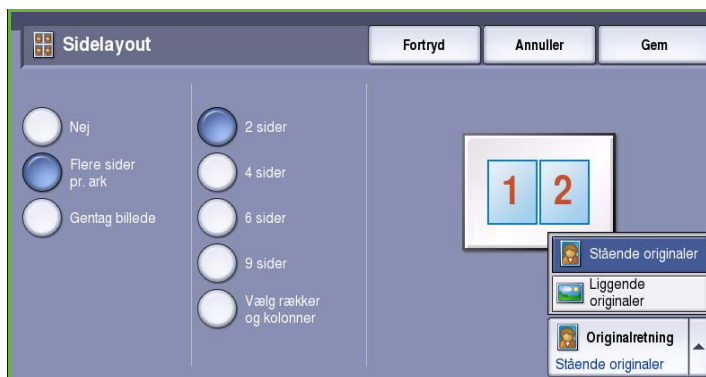 Sidelayout
Fortryd
Annuller
Gem
Nej
Flere sider
pr. ark
Gentag billede
2 sider
4 sider
6 sider
9 sider
Vælg rækker
og kolonner
1 2
Stående originaler
Liggende
originaler
Originalretning
Stående originaler